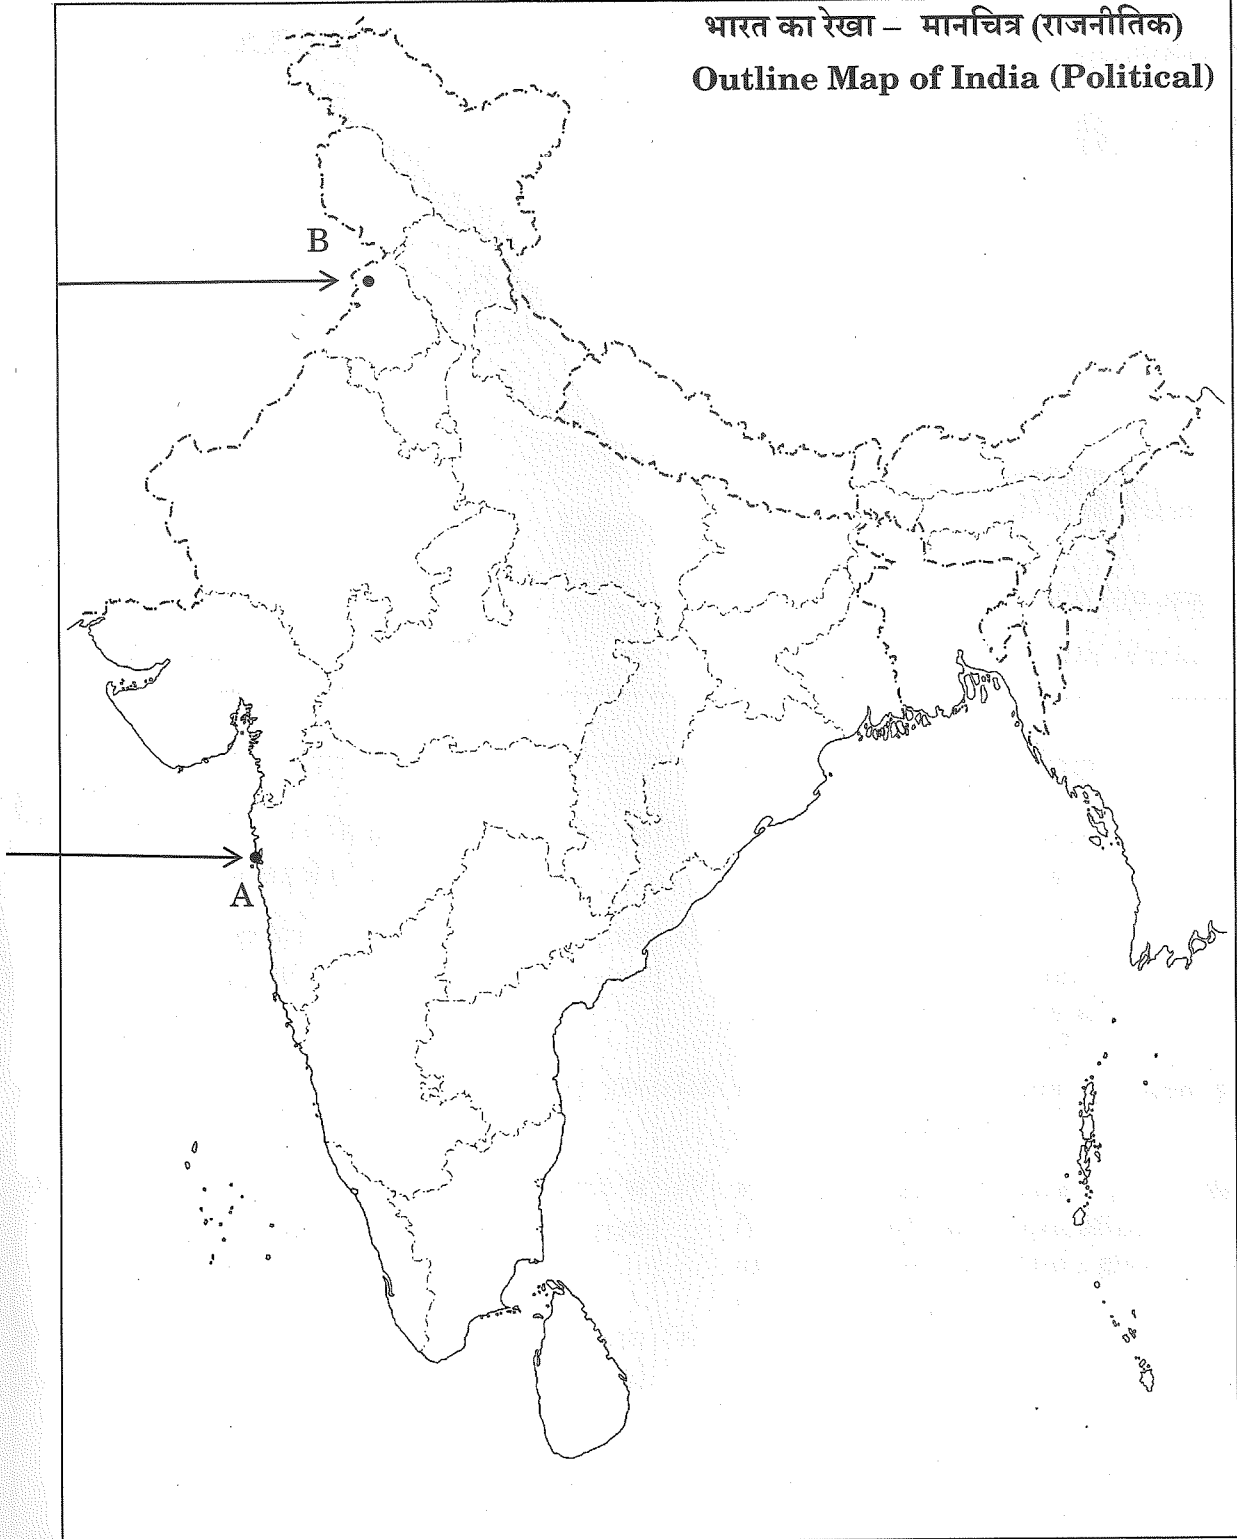 भारत का रेखा – मानचित्र (राजनीतिक)
Outline Map of India (Political)
B
A